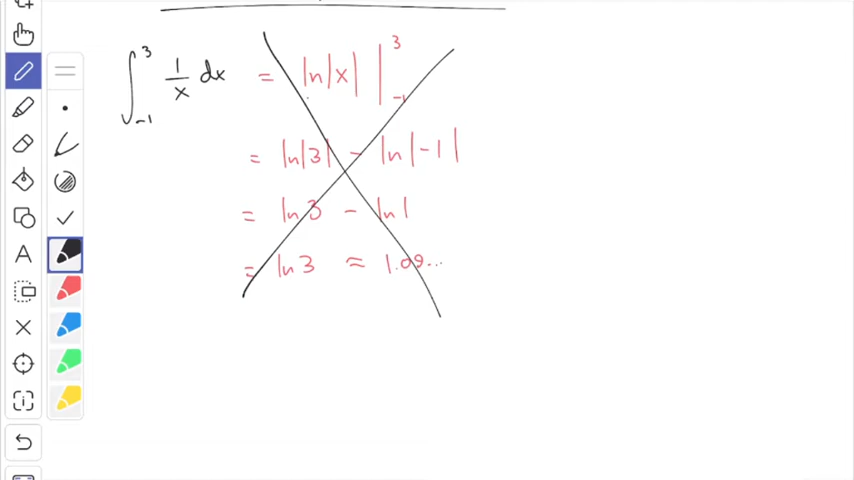 ∫₋₁³ 1/x dx = ln|x| |₋₁³
= ln|3| - ln|-1|
= ln3 - ln1
= ln3 ≈ 1.09...